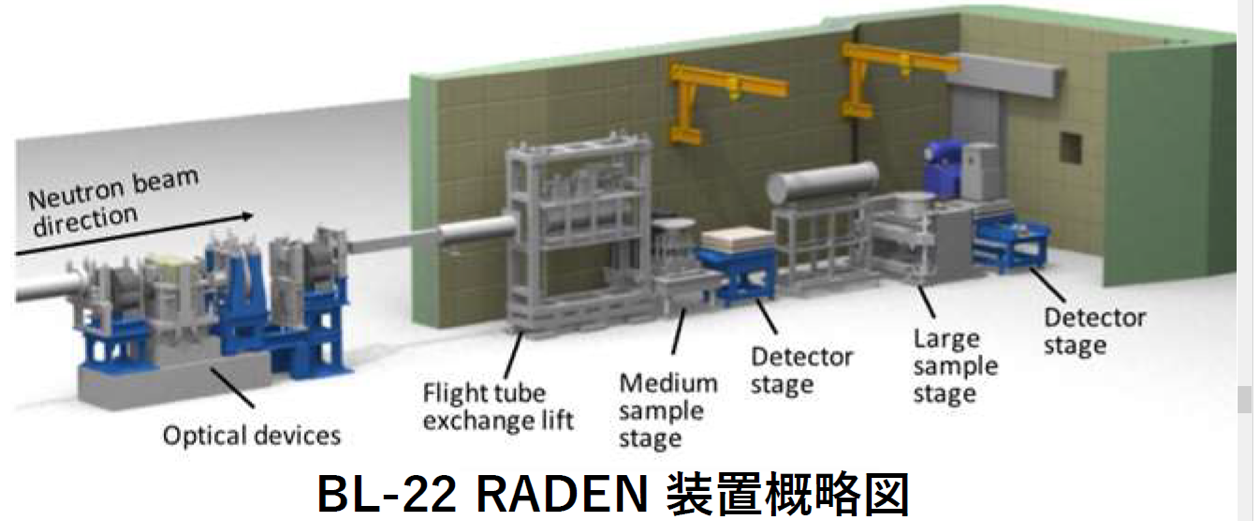 Neutron beam
direction
Optical devices
Flight tube
exchange lift
Medium
sample
stage
Detector
stage
Large
sample
stage
Detector
stage
BL-22 RADEN 装置概略図